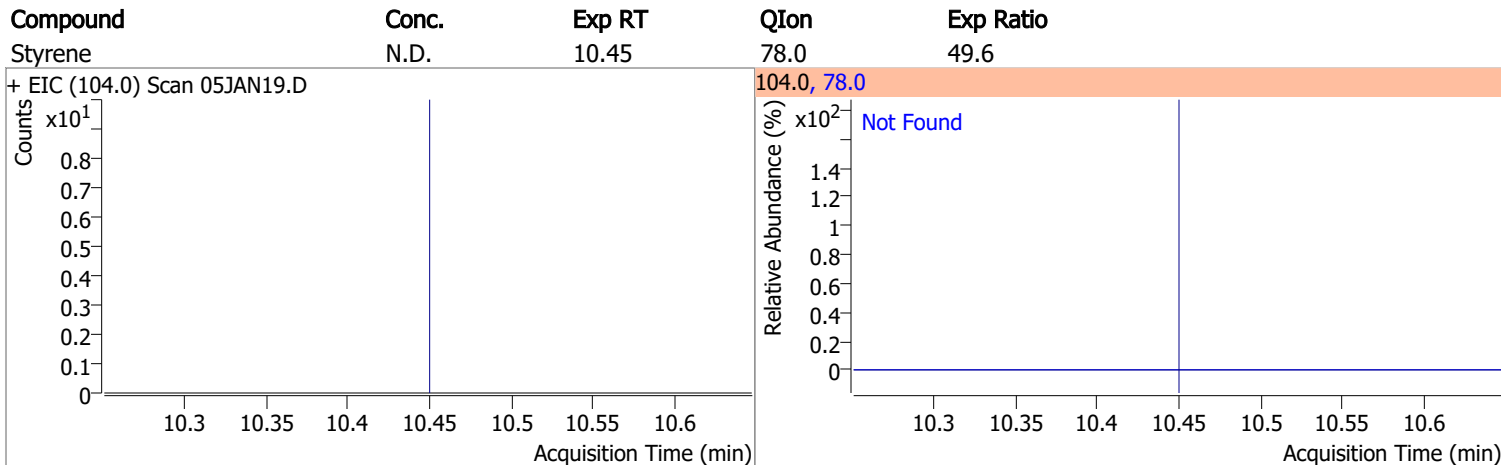 Compound Conc. Exp RT QIon Exp Ratio
Styrene N.D. 10.45 78.0 49.6
+ EIC (104.0) Scan 05JAN19.D
Counts
x10^1
0.8
0.7
0.6
0.5
0.4
0.3
0.2
0.1
0
10.3 10.35 10.4 10.45 10.5 10.55 10.6
Acquisition Time (min)
104.0, 78.0
Relative Abundance (%)
x10^2
Not Found
1.4
1.2
1
0.8
0.6
0.4
0.2
0
10.3 10.35 10.4 10.45 10.5 10.55 10.6
Acquisition Time (min)